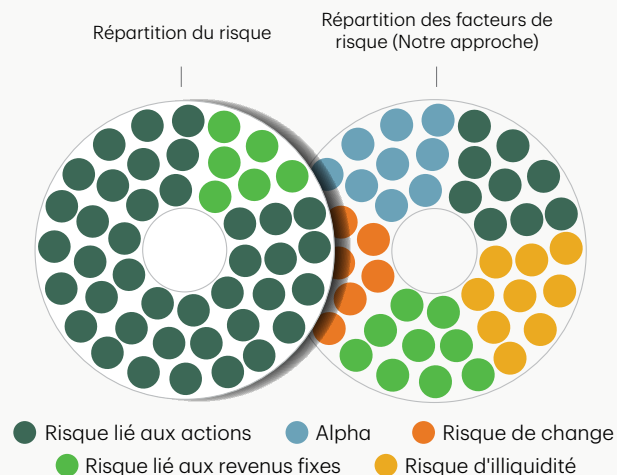 Répartition du risque
Répartition des facteurs de
risque (Notre approche)
Risque lié aux actions
Alpha
Risque de change
Risque lié aux revenus fixes
Risque d'illiquidité